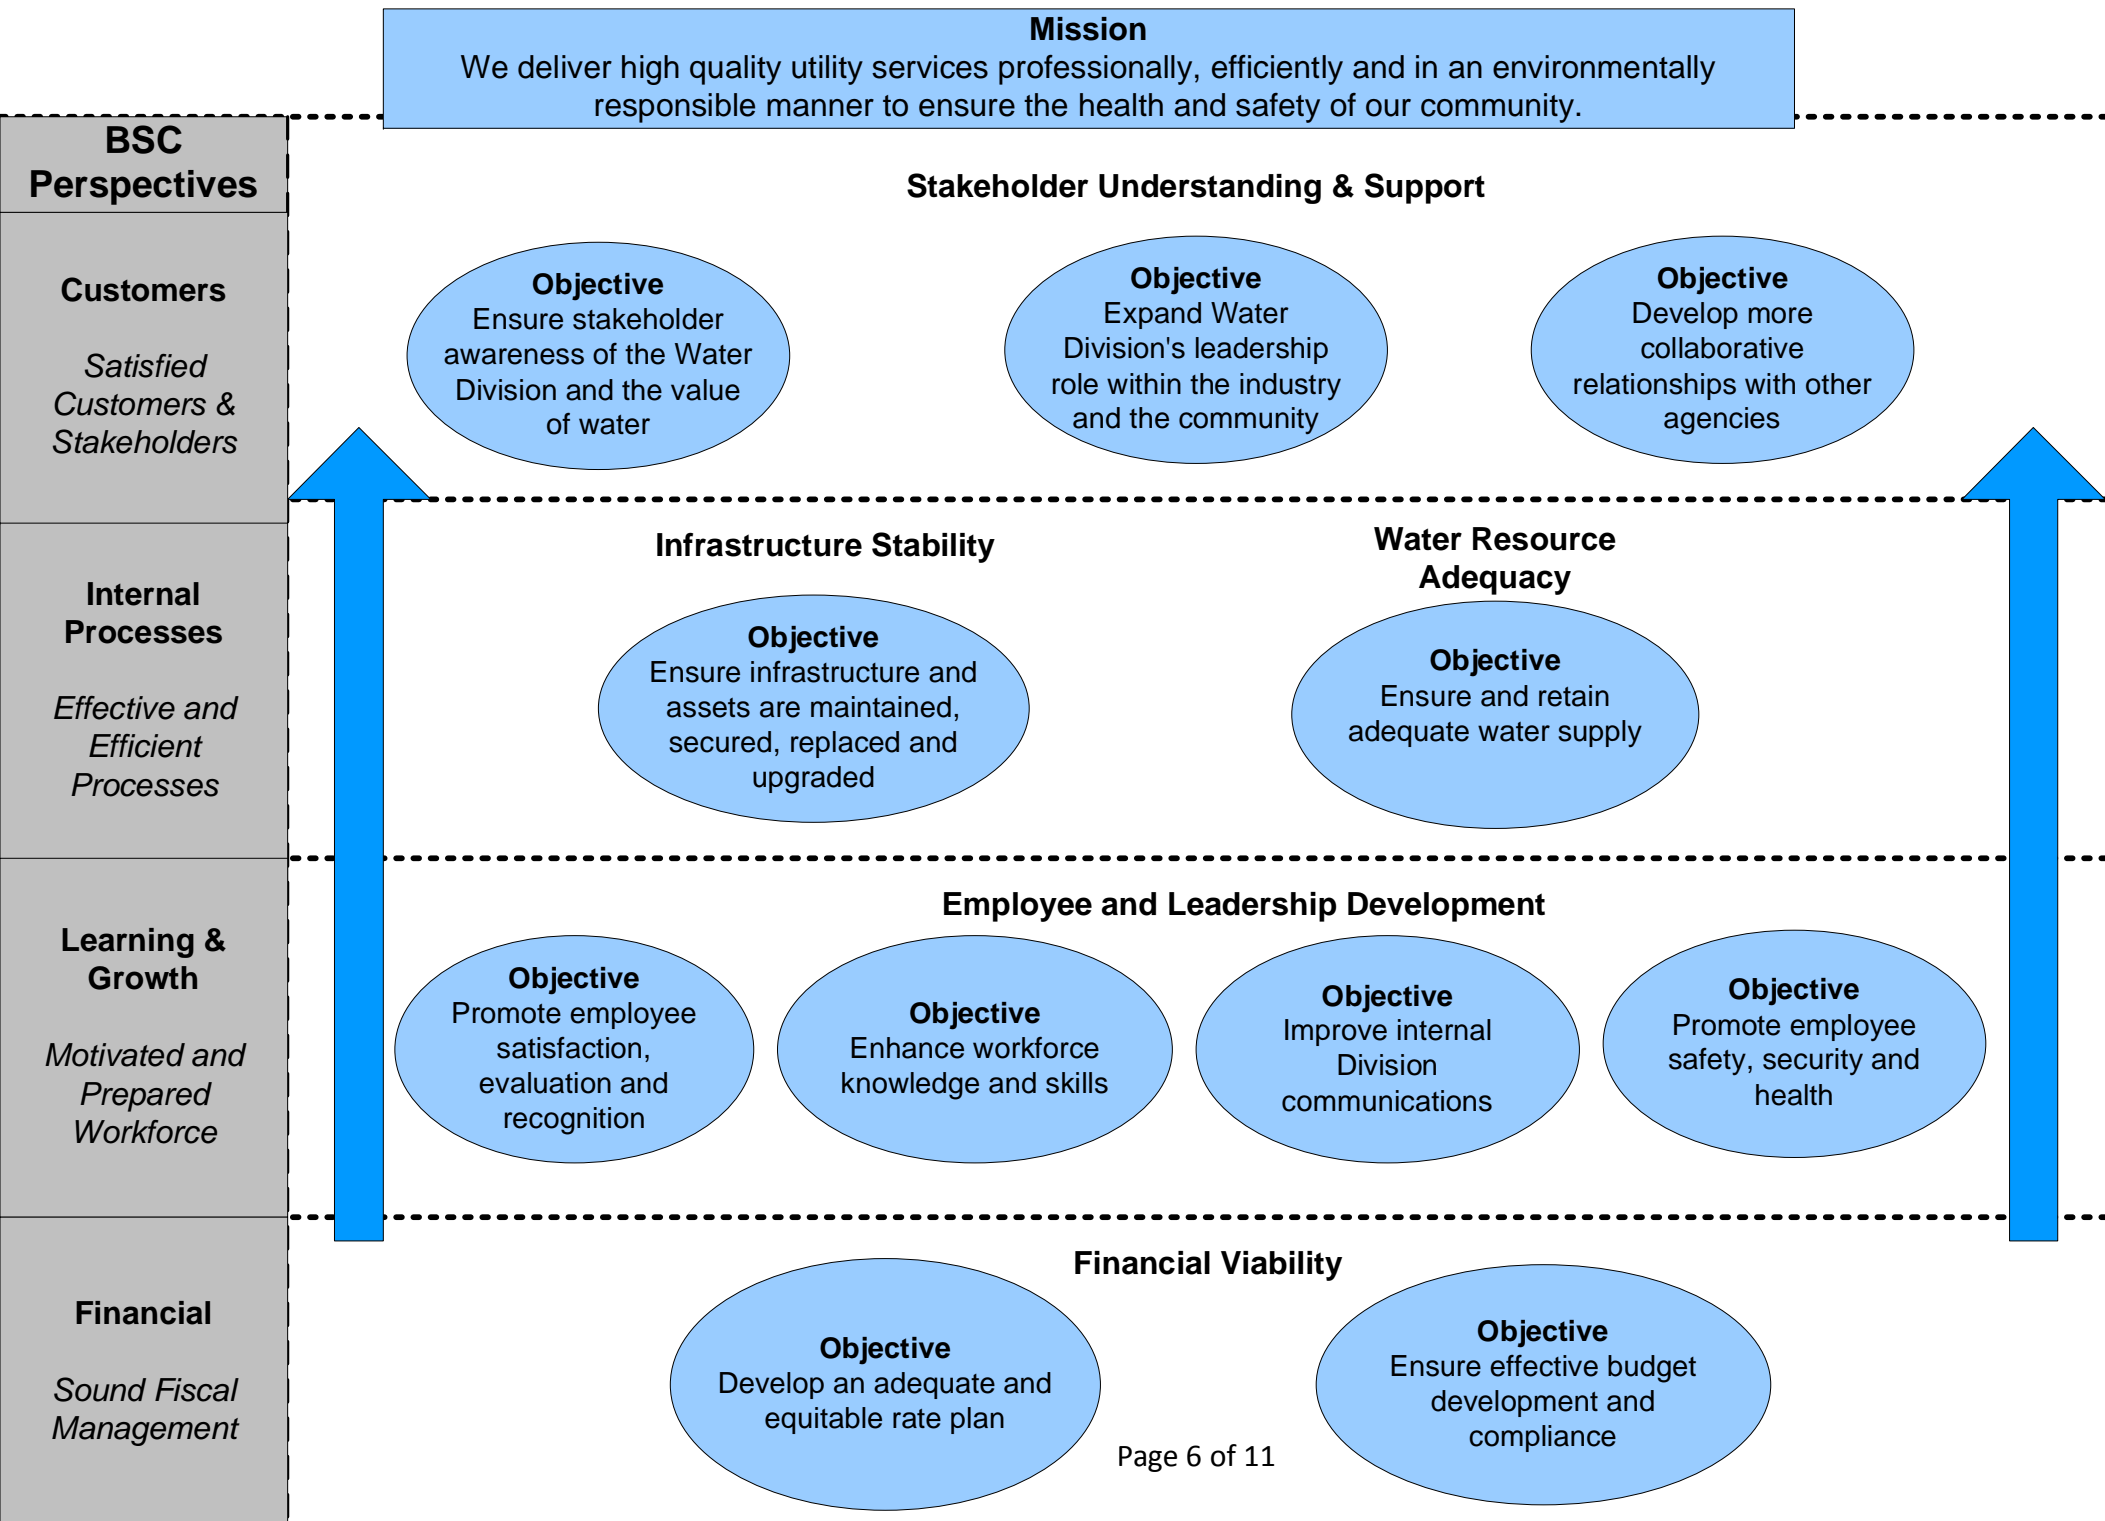 Mission
We deliver high quality utility services professionally, efficiently and in an environmentally
responsible manner to ensure the health and safety of our community.
BSC
Perspectives
Stakeholder Understanding & Support
Customers
Satisfied
Customers &
Stakeholders
Objective
Ensure stakeholder
awareness of the Water
Division and the value
of water
Objective
Expand Water
Division's leadership
role within the industry
and the community
Objective
Develop more
collaborative
relationships with other
agencies
Internal
Processes
Effective and
Efficient
Processes
Infrastructure Stability
Objective
Ensure infrastructure and
assets are maintained,
secured, replaced and
upgraded
Water Resource
Adequacy
Objective
Ensure and retain
adequate water supply
Learning &
Growth
Motivated and
Prepared
Workforce
Employee and Leadership Development
Objective
Promote employee
satisfaction,
evaluation and
recognition
Objective
Enhance workforce
knowledge and skills
Objective
Improve internal
Division
communications
Objective
Promote employee
safety, security and
health
Financial
Sound Fiscal
Management
Financial Viability
Objective
Develop an adequate and
equitable rate plan
Objective
Ensure effective budget
development and
compliance
Page 6 of 11